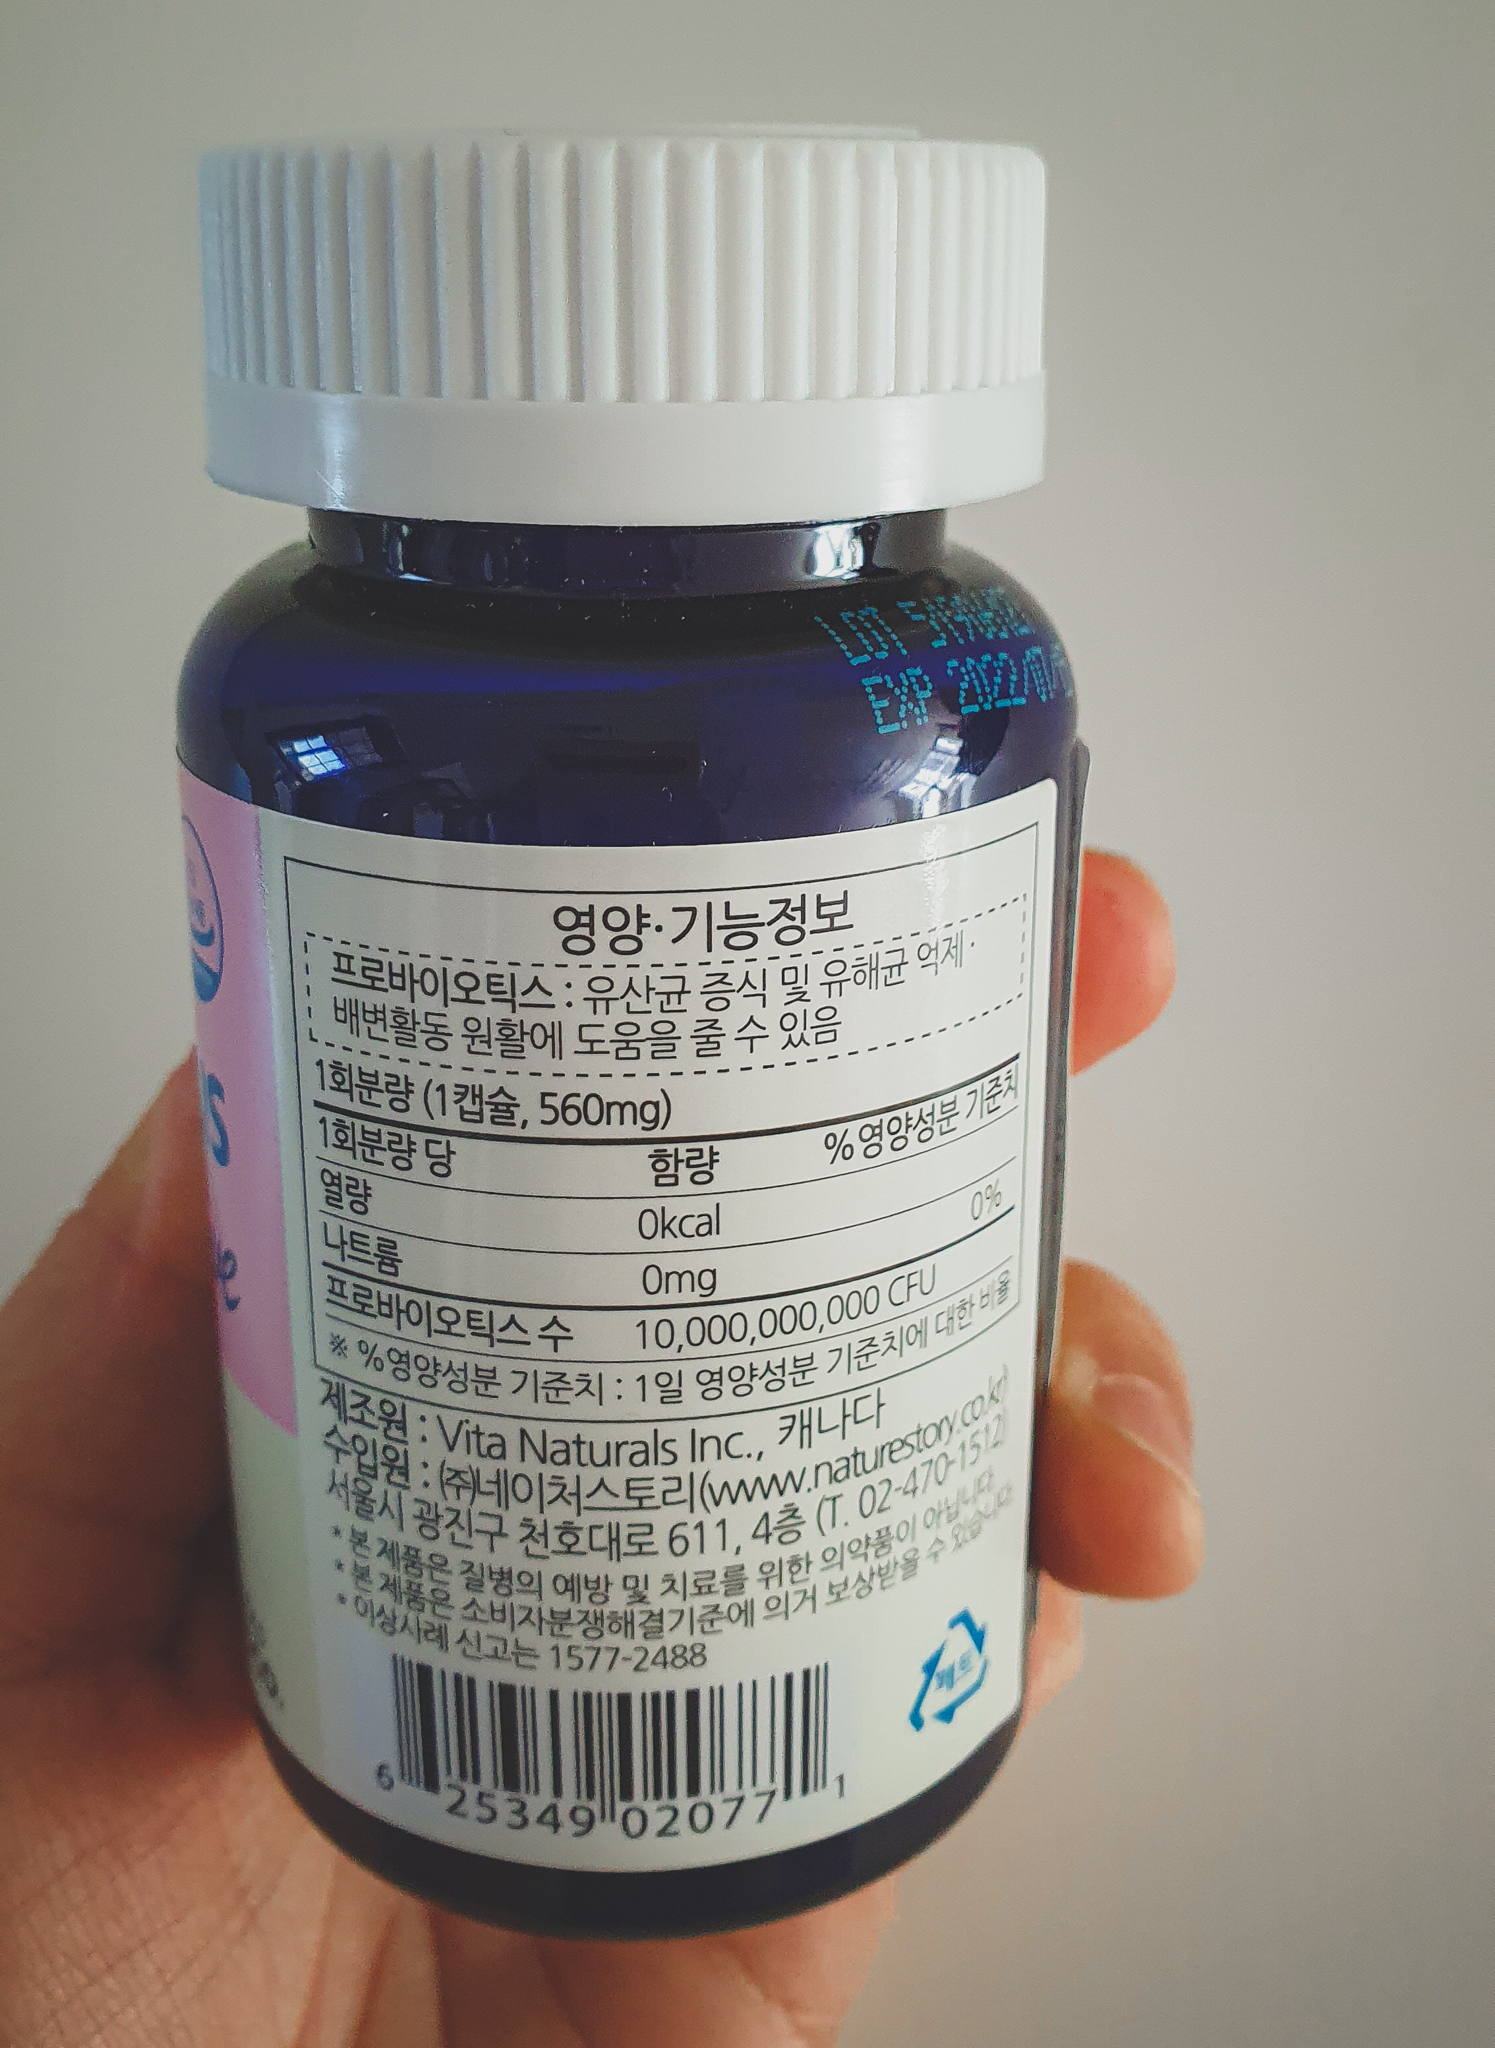 LOT
EXP 2022/07/
영양·기능정보
프로바이오틱스 : 유산균 증식 및 유해균 억제·
배변활동 원활에 도움을 줄 수 있음
1회분량 (1캡슐, 560mg)
1회분량 당 함량 %영양성분 기준치
열량 0kcal
나트륨 0mg 0%
프로바이오틱스 수 10,000,000,000 CFU
※ %영양성분 기준치 : 1일 영양성분 기준치에 대한 비율
제조원 : Vita Naturals Inc., 캐나다
수입원 : ㈜네이처스토리(www.naturestory.co.kr)
서울시 광진구 천호대로 611, 4층 (T. 02-470-1512)
* 본 제품은 질병의 예방 및 치료를 위한 의약품이 아닙니다.
* 본 제품은 소비자분쟁해결기준에 의거 보상받을 수 있습니다.
* 이상사례 신고는 1577-2488
페트
6 25349 02077 1